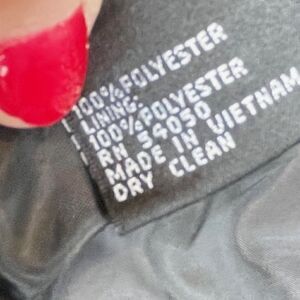 100% POLYESTER
LINING:
100% POLYESTER
RN 54050
MADE IN VIETNAM
DRY CLEAN